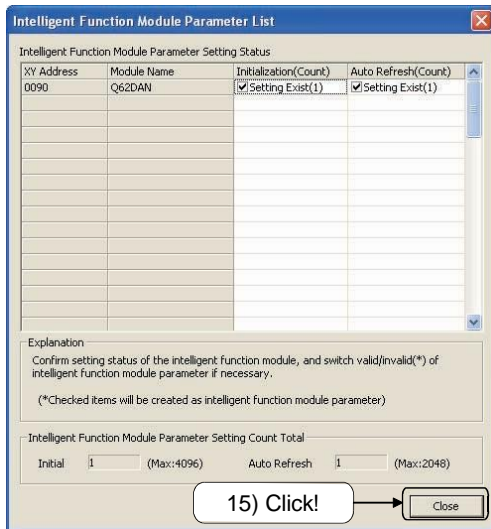 Intelligent Function Module Parameter List
Intelligent Function Module Parameter Setting Status
XY Address Module Name Initialization(Count) Auto Refresh(Count)
0090 Q62DAN Setting Exist(1) Setting Exist(1)
Explanation
Confirm setting status of the intelligent function module, and switch valid/invalid(*) of
intelligent function module parameter if necessary.
(*Checked items will be created as intelligent function module parameter)
Intelligent Function Module Parameter Setting Count Total
Initial 1 (Max:4096) Auto Refresh 1 (Max:2048)
15) Click! Close